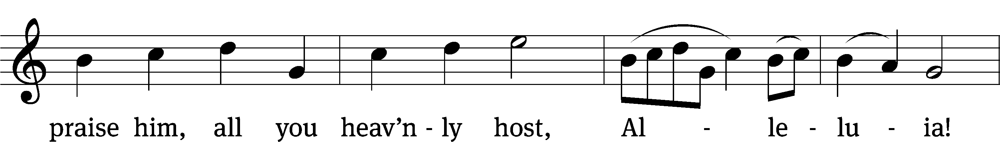 praise him, all you heav’n - ly host, Al - le - lu - ia!